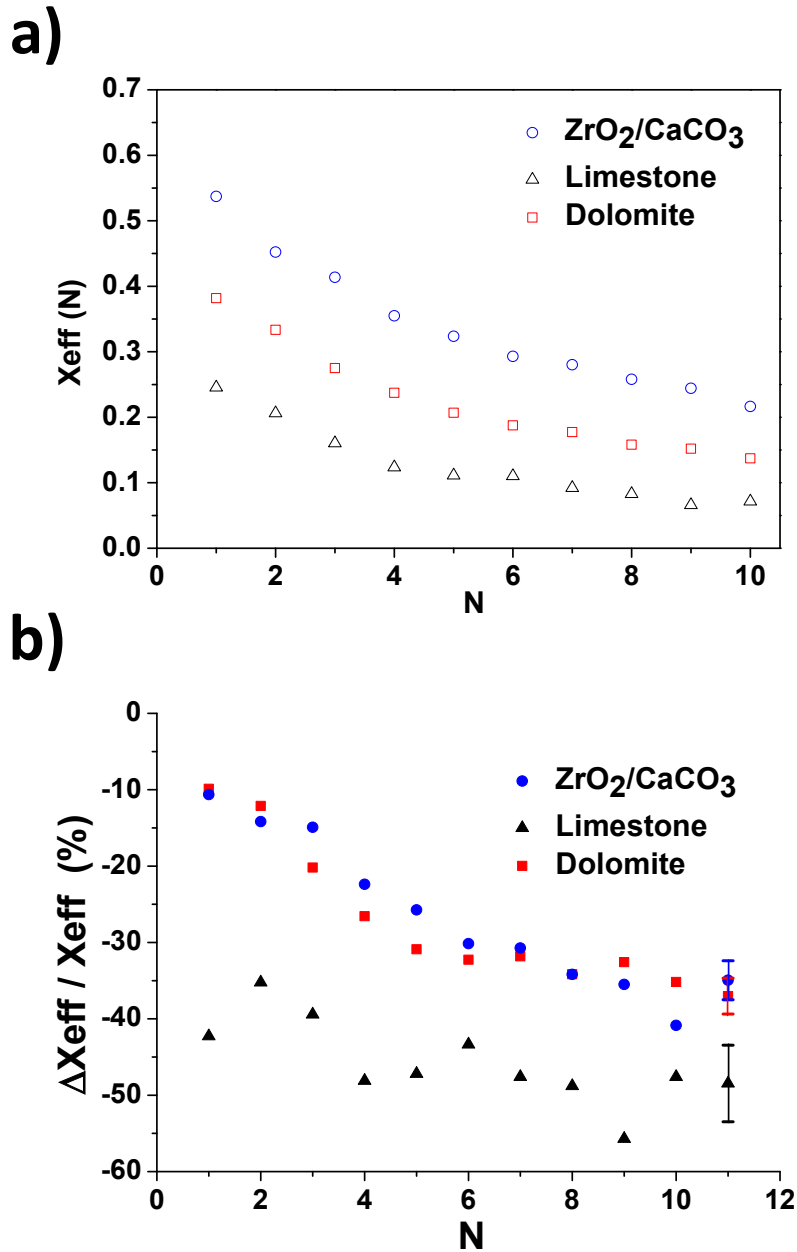 a)
0.7
0.6
0.5
0.4
0.3
0.2
0.1
0.0
Xeff (N)
ZrO2/CaCO3
Limestone
Dolomite
0 2 4 6 8 10
N
b)
0
-10
-20
-30
-40
-50
-60
ΔXeff / Xeff (%)
ZrO2/CaCO3
Limestone
Dolomite
0 2 4 6 8 10 12
N